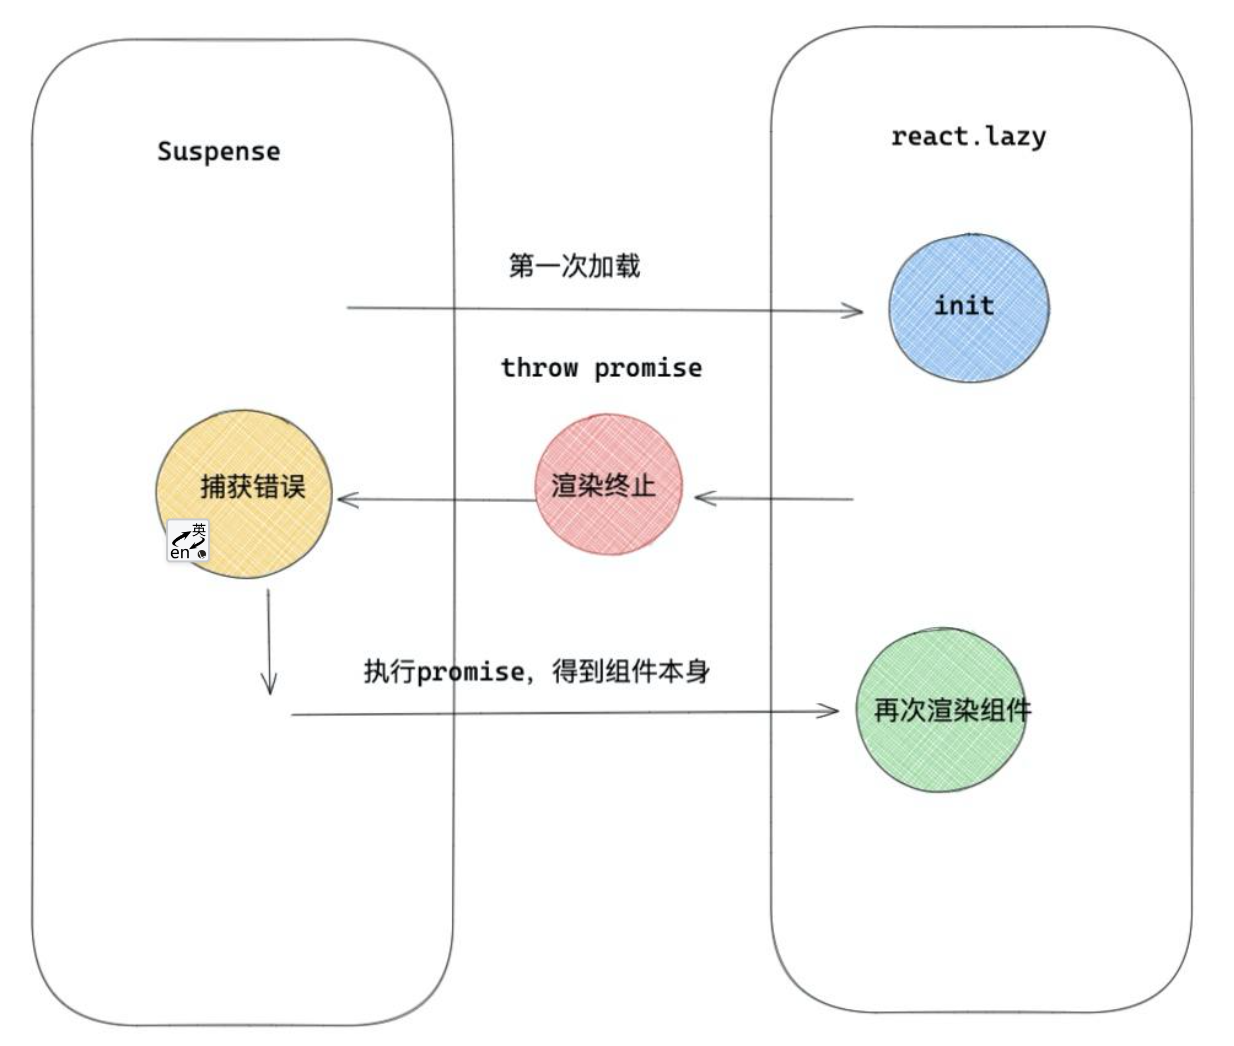 Suspense
react.lazy
第一次加载
init
throw promise
捕获错误
渲染终止
英
en
执行promise，得到组件本身
再次渲染组件